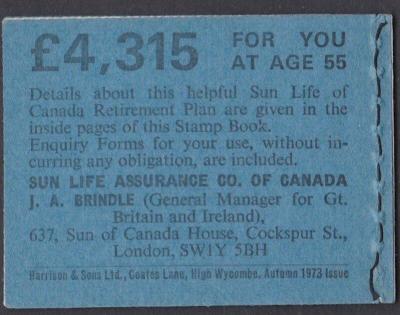 £4,315 FOR YOU
AT AGE 55
Details about this helpful Sun Life of
Canada Retirement Plan are given in the
inside pages of this Stamp Book.
Enquiry Forms for your use, without in-
curring any obligation, are included.
SUN LIFE ASSURANCE CO. OF CANADA
J. A. BRINDLE (General Manager for Gt.
Britain and Ireland),
637, Sun of Canada House, Cockspur St.,
London, SW1Y 5BH
Harrison & Sons Ltd., Coates Lane, High Wycombe. Autumn 1973 Issue